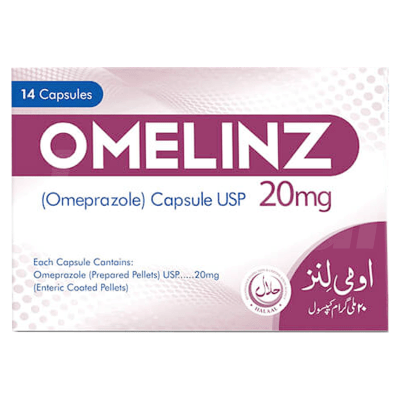 14 Capsules
OMELINZ
(Omeprazole) Capsule USP 20mg
Each Capsule Contains:
Omeprazole (Prepared Pellets) USP.....20mg
(Enteric Coated Pellets)
حلال
HALAAL
اومی لنز
۲۰ ملی گرام کیپسول